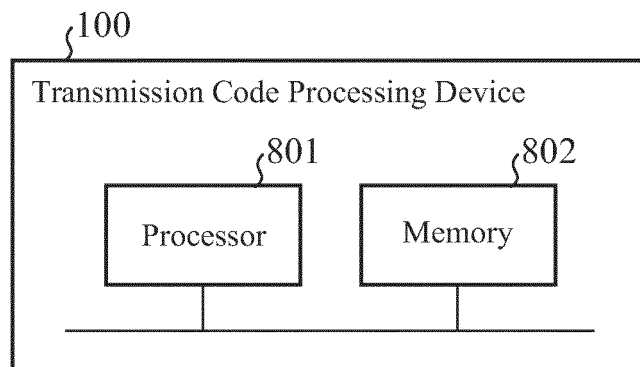 100
Transmission Code Processing Device
801
802
Processor
Memory